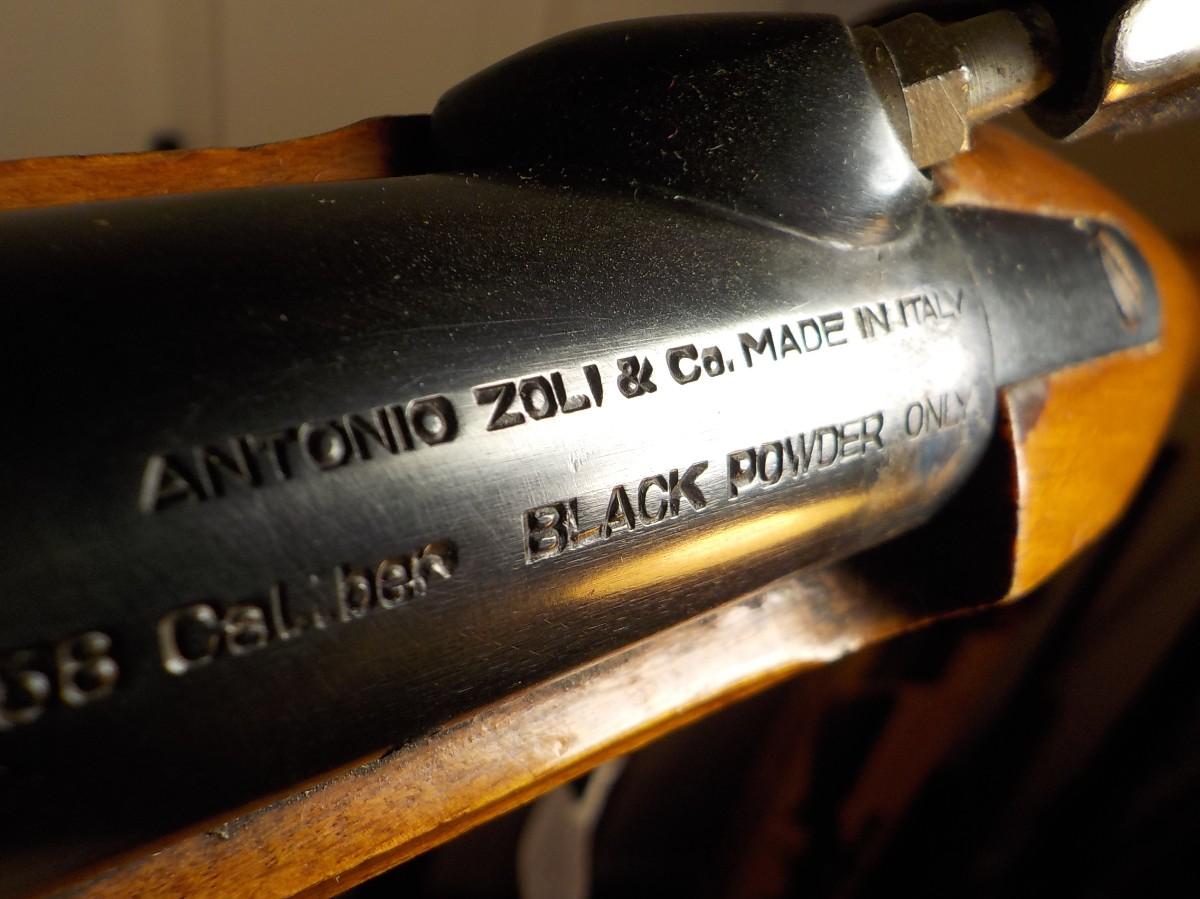 ANTONIO ZOLI & Co. MADE IN ITALY
58 Caliber BLACK POWDER ONLY